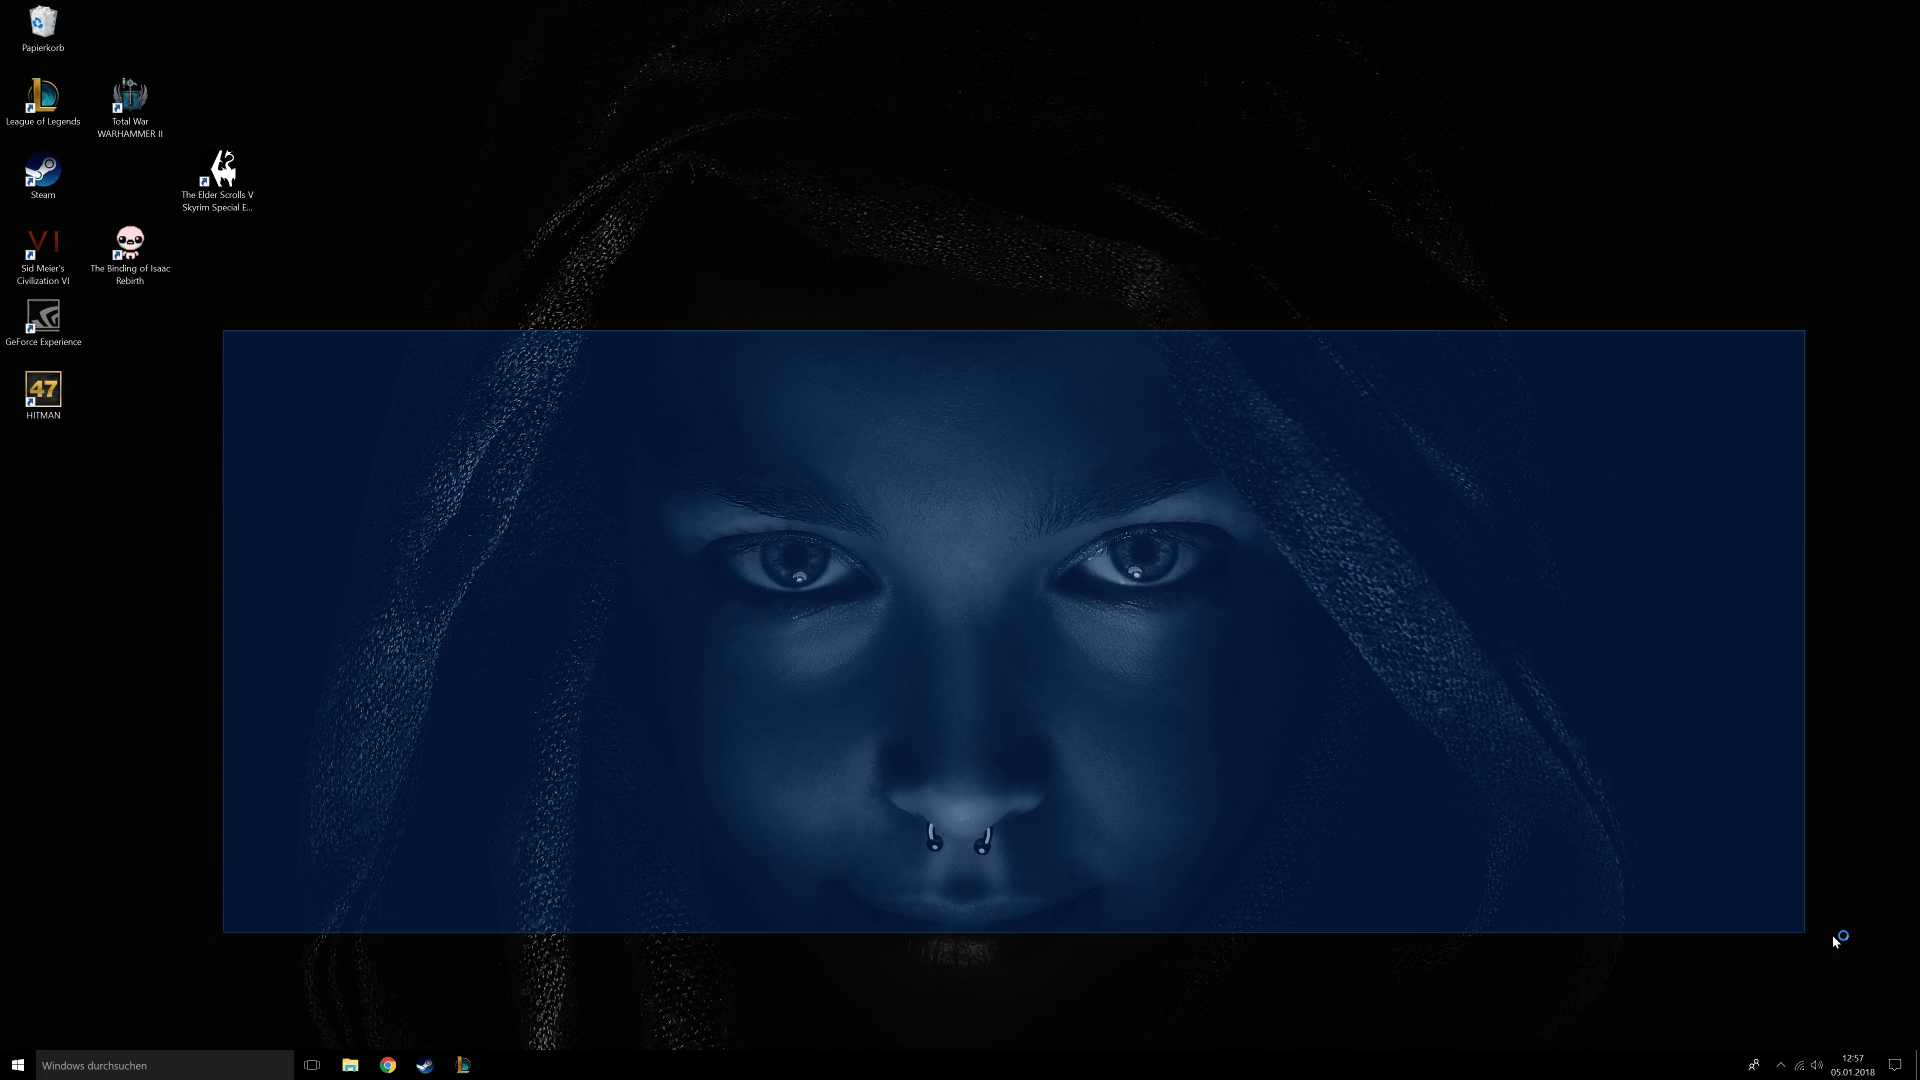 Papierkorb
League of Legends
Total War
WARHAMMER II
Steam
The Elder Scrolls V
Skyrim Special E...
VI
Sid Meier's
Civilization VI
The Binding of Isaac
Rebirth
GeForce Experience
47
HITMAN
Windows durchsuchen
12:57
05.01.2018